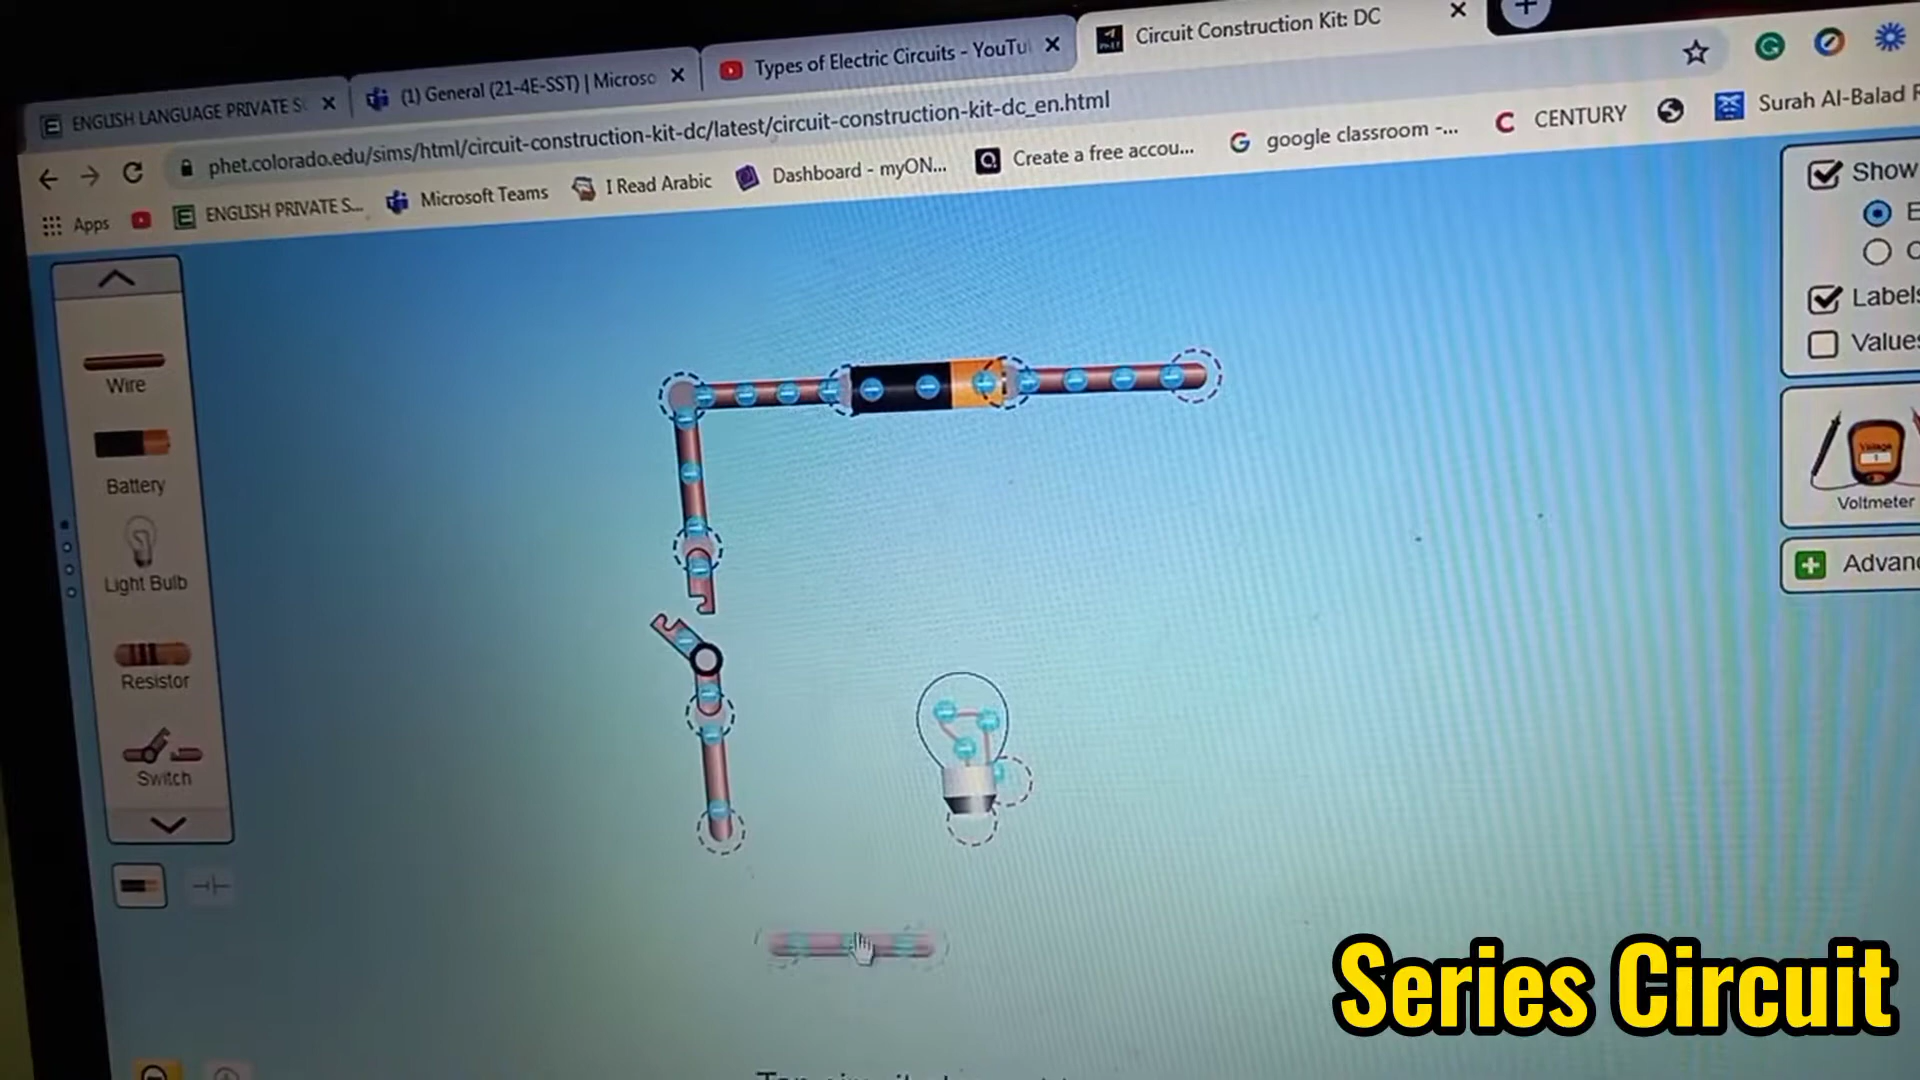 ENGLISH LANGUAGE PRIVATE S
(1) General (21-4E-SST) | Microso
Types of Electric Circuits - YouTu
Circuit Construction Kit: DC
phet.colorado.edu/sims/html/circuit-construction-kit-dc/latest/circuit-construction-kit-dc_en.html
Apps
ENGLISH PRIVATE S...
Microsoft Teams
I Read Arabic
Dashboard - myON...
Create a free accou...
google classroom -...
CENTURY
Surah Al-Balad
Wire
Battery
Light Bulb
Resistor
Switch
Show
Labels
Values
Voltage
Voltmeter
Advan
Series Circuit